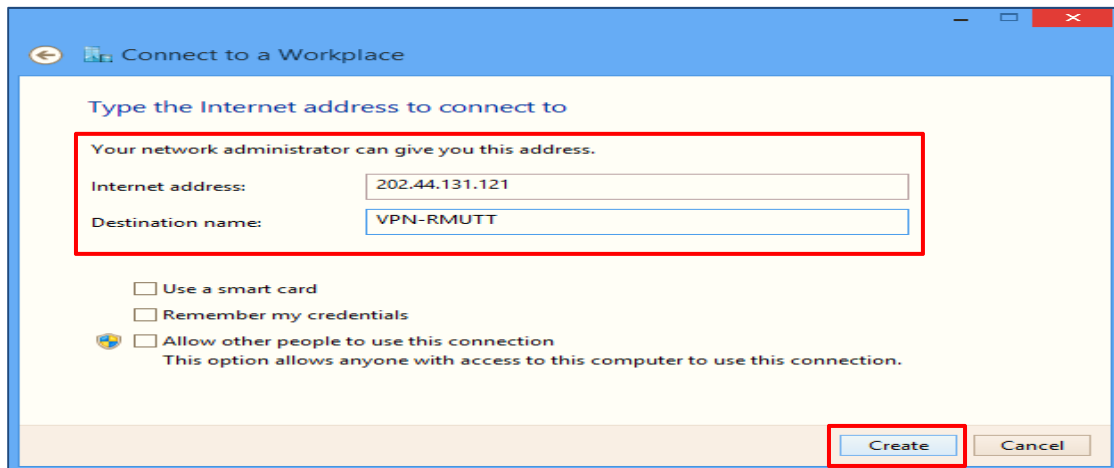 Connect to a Workplace
Type the Internet address to connect to
Your network administrator can give you this address.
Internet address: 202.44.131.121
Destination name: VPN-RMUTT
Use a smart card
Remember my credentials
Allow other people to use this connection
This option allows anyone with access to this computer to use this connection.
Create Cancel